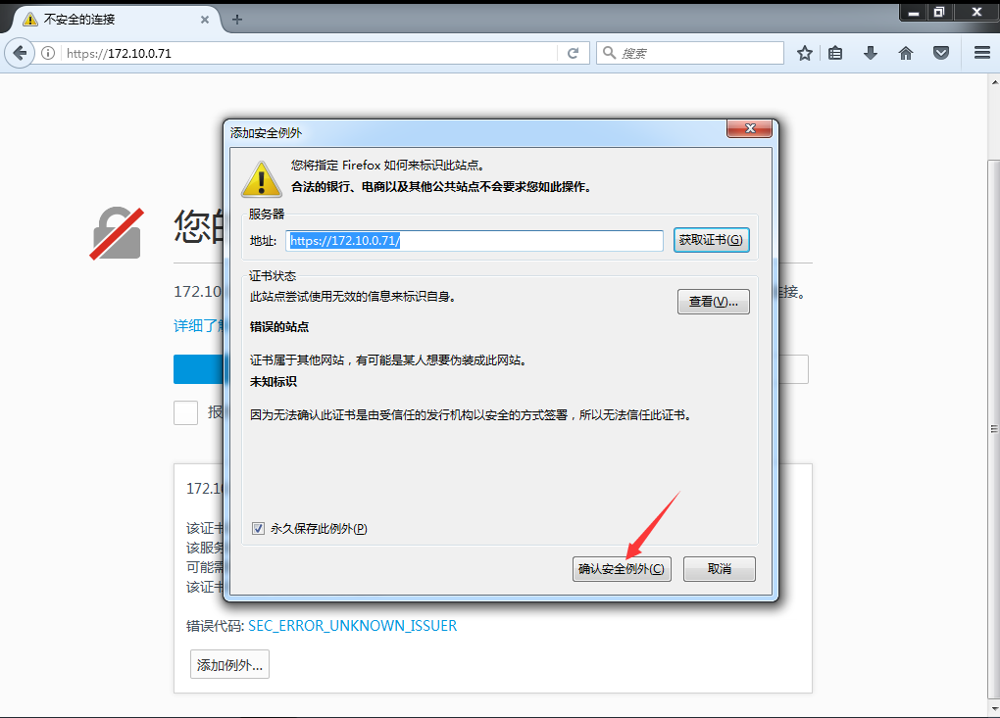 不安全的连接
https://172.10.0.71
搜索
添加安全例外
您将指定 Firefox 如何来标识此站点。
合法的银行、电商以及其他公共站点不会要求您如此操作。
服务器
地址: https://172.10.0.71/ 获取证书(G)
证书状态
此站点尝试使用无效的信息来标识自身。
查看(V)...
错误的站点
证书属于其他网站，有可能是某人想要伪装成此网站。
未知标识
因为无法确认此证书是由受信任的发行机构以安全的方式签署，所以无法信任此证书。
永久保存此例外(P)
确认安全例外(C) 取消
您的
172.10
连接。
详细了解
报
172.10
该证书
该服务
可能需
该证书
错误代码: SEC_ERROR_UNKNOWN_ISSUER
添加例外...